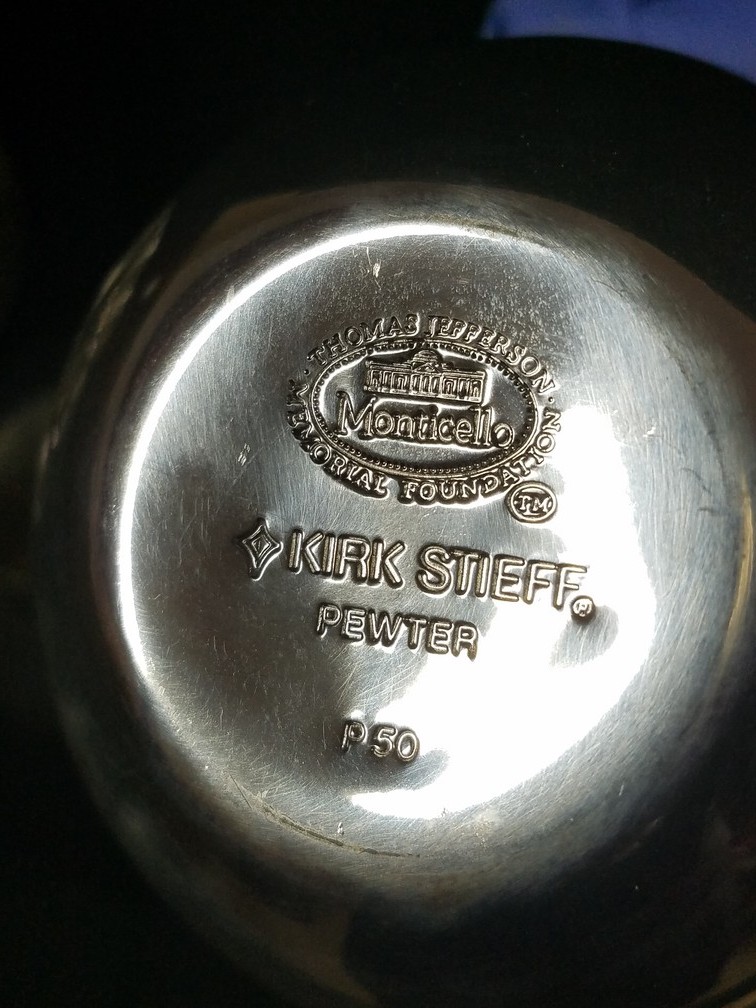 · THOMAS JEFFERSON ·
MEMORIAL FOUNDATION
Monticello
TM
KIRK STIEFF®
PEWTER
P50